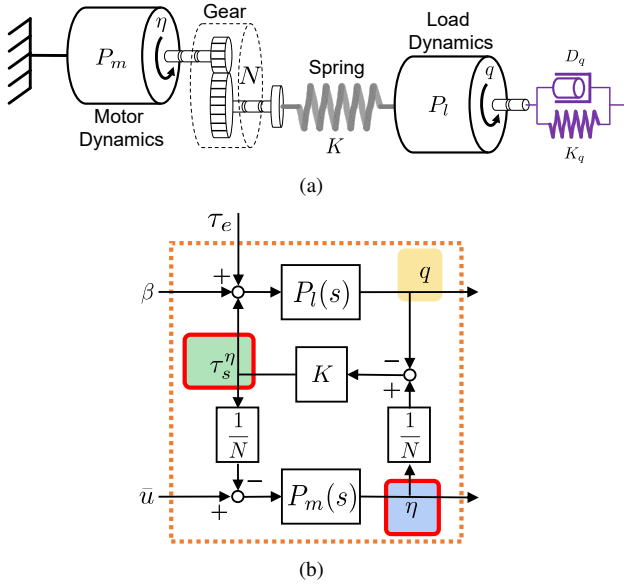 Gear
Load
Dynamics
η
P_m
N
Spring
q
P_l
D_q
Motor
Dynamics
K
K_q
(a)
τ_e
β
+
P_l(s)
q
τ_s^η
K
−
+
1/N
1/N
ū
−
+
P_m(s)
η
(b)